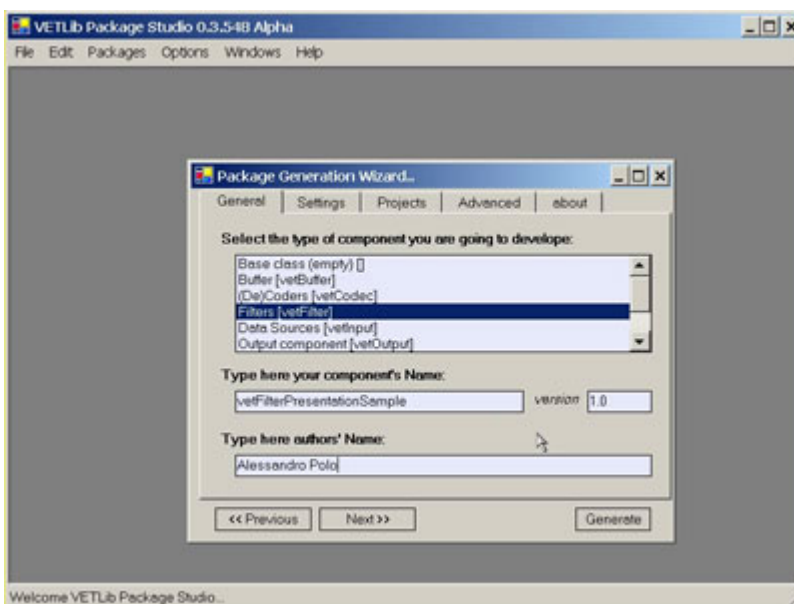 VETLib Package Studio 0.3.548 Alpha
File Edit Packages Options Windows Help
Package Generation Wizard...
General Settings Projects Advanced about
Select the type of component you are going to develope:
Base class (empty) []
Buffer [vetBuffer]
(De)Coders [vetCodec]
Filters [vetFilter]
Data Sources [vetInput]
Output component [vetOutput]
Type here your component's Name:
vetFilterPresentationSample version 1.0
Type here authors' Name:
Alessandro Polo
<< Previous Next >> Generate
Welcome VETLib Package Studio...